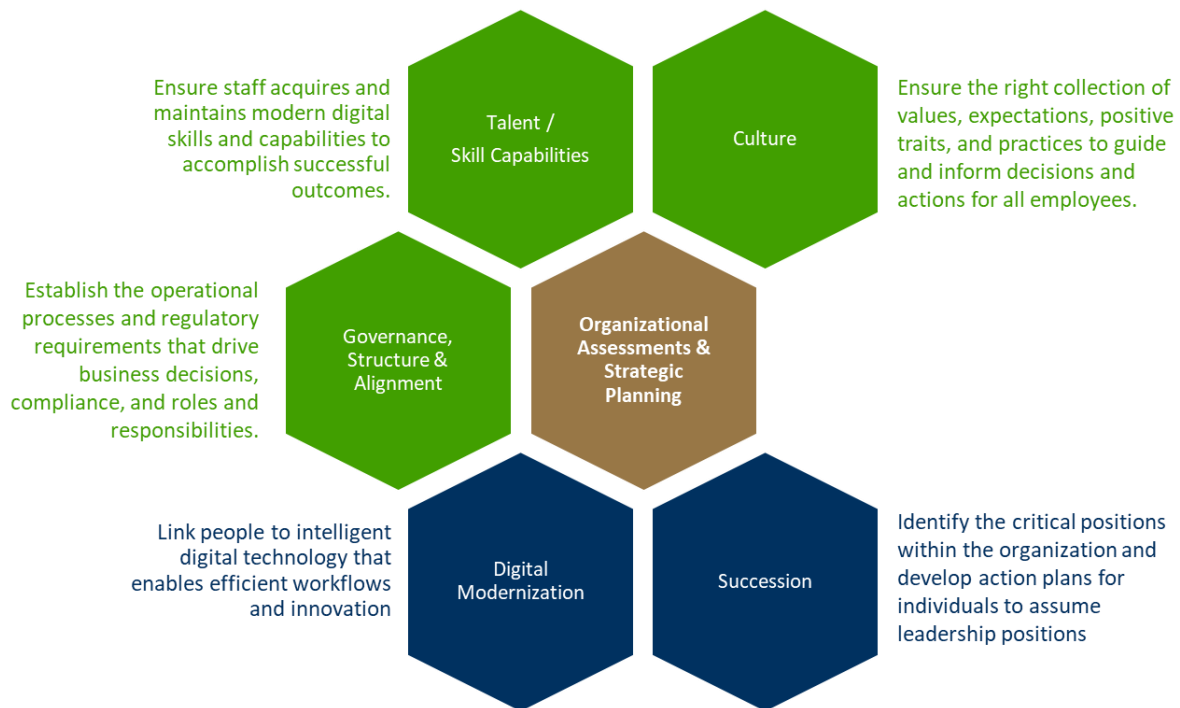 Ensure staff acquires and
maintains modern digital
skills and capabilities to
accomplish successful
outcomes.
Talent /
Skill Capabilities
Culture
Ensure the right collection of
values, expectations, positive
traits, and practices to guide
and inform decisions and
actions for all employees.
Establish the operational
processes and regulatory
requirements that drive
business decisions,
compliance, and roles and
responsibilities.
Governance,
Structure &
Alignment
Organizational
Assessments &
Strategic
Planning
Link people to intelligent
digital technology that
enables efficient workflows
and innovation
Digital
Modernization
Succession
Identify the critical positions
within the organization and
develop action plans for
individuals to assume
leadership positions